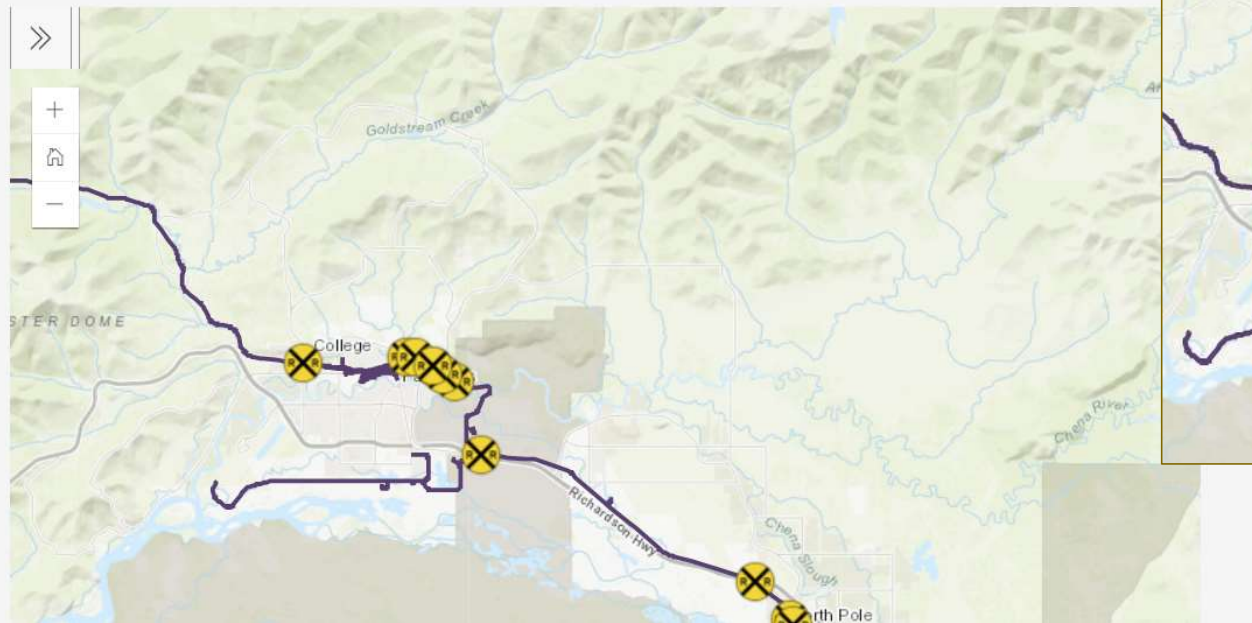 Goldstream Creek
STER DOME
College
Chena River
Richardson Hwy
Chena Slough
rth Pole
R R
R R
R R
R R